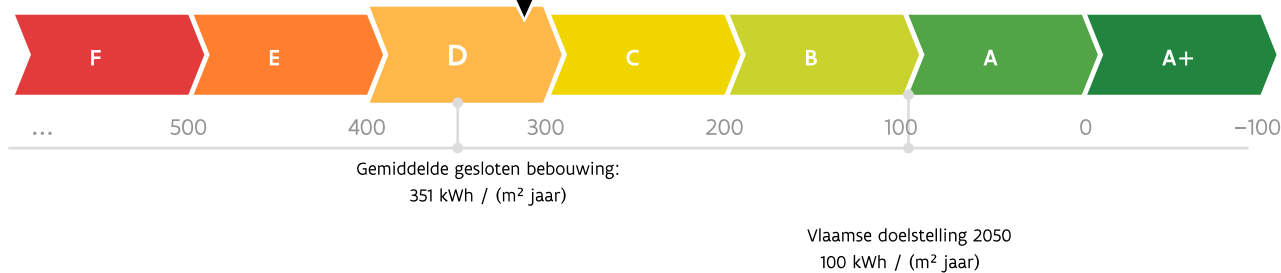 F E D C B A A+
... 500 400 300 200 100 0 –100
Gemiddelde gesloten bebouwing:
351 kWh / (m² jaar)
Vlaamse doelstelling 2050
100 kWh / (m² jaar)